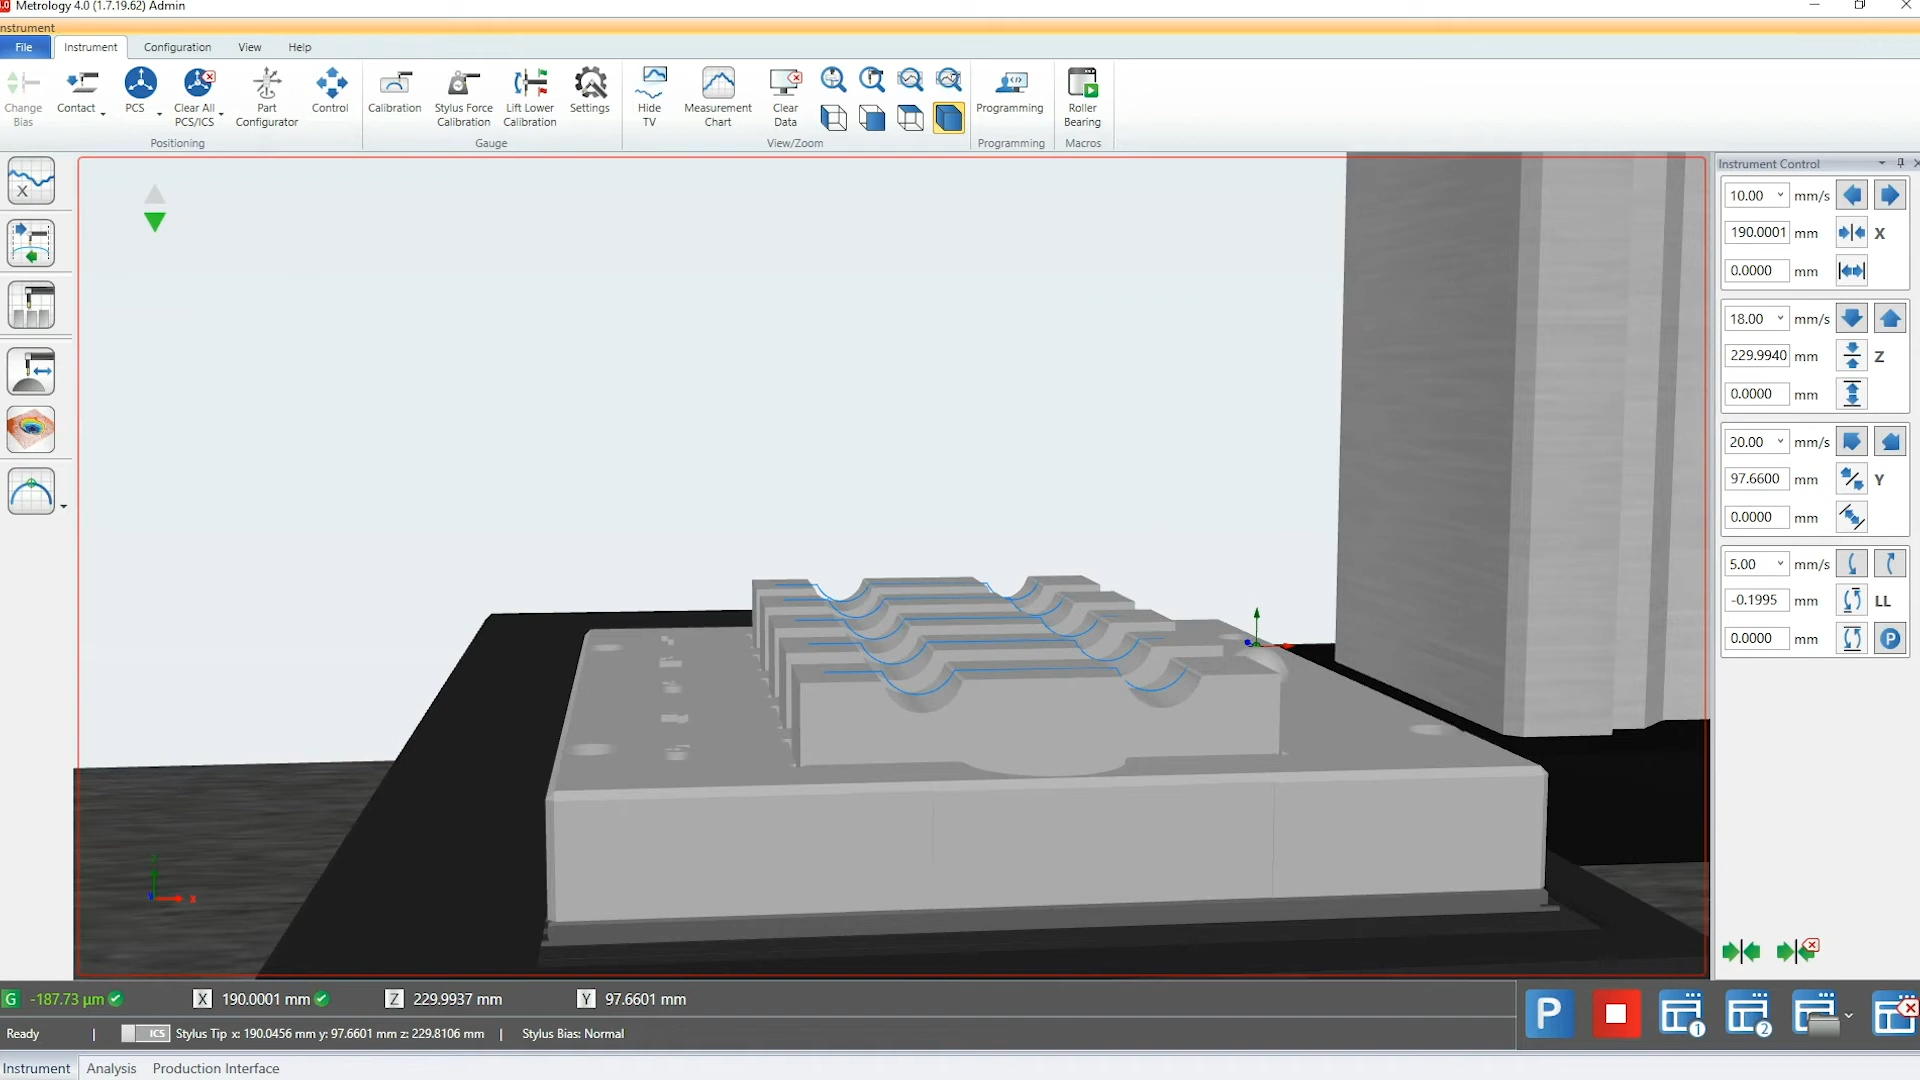 Metrology 4.0 (1.7.19.62) Admin
nstrument
File Instrument Configuration View Help
Change Bias
Contact
PCS
Clear All PCS/ICS
Part Configurator
Control
Positioning
Calibration
Stylus Force Calibration
Lift Lower Calibration
Settings
Gauge
Hide TV
Measurement Chart
Clear Data
View/Zoom
Programming
Programming
Roller Bearing
Macros
X
Instrument Control
10.00 mm/s
190.0001 mm X
0.0000 mm
18.00 mm/s
229.9940 mm Z
0.0000 mm
20.00 mm/s
97.6600 mm Y
0.0000 mm
5.00 mm/s
-0.1995 mm LL
0.0000 mm P
Z
X
G -187.73 µm X 190.0001 mm Z 229.9937 mm Y 97.6601 mm
P 1 2
Ready | ICS Stylus Tip x: 190.0456 mm y: 97.6601 mm z: 229.8106 mm | Stylus Bias: Normal
Instrument Analysis Production Interface